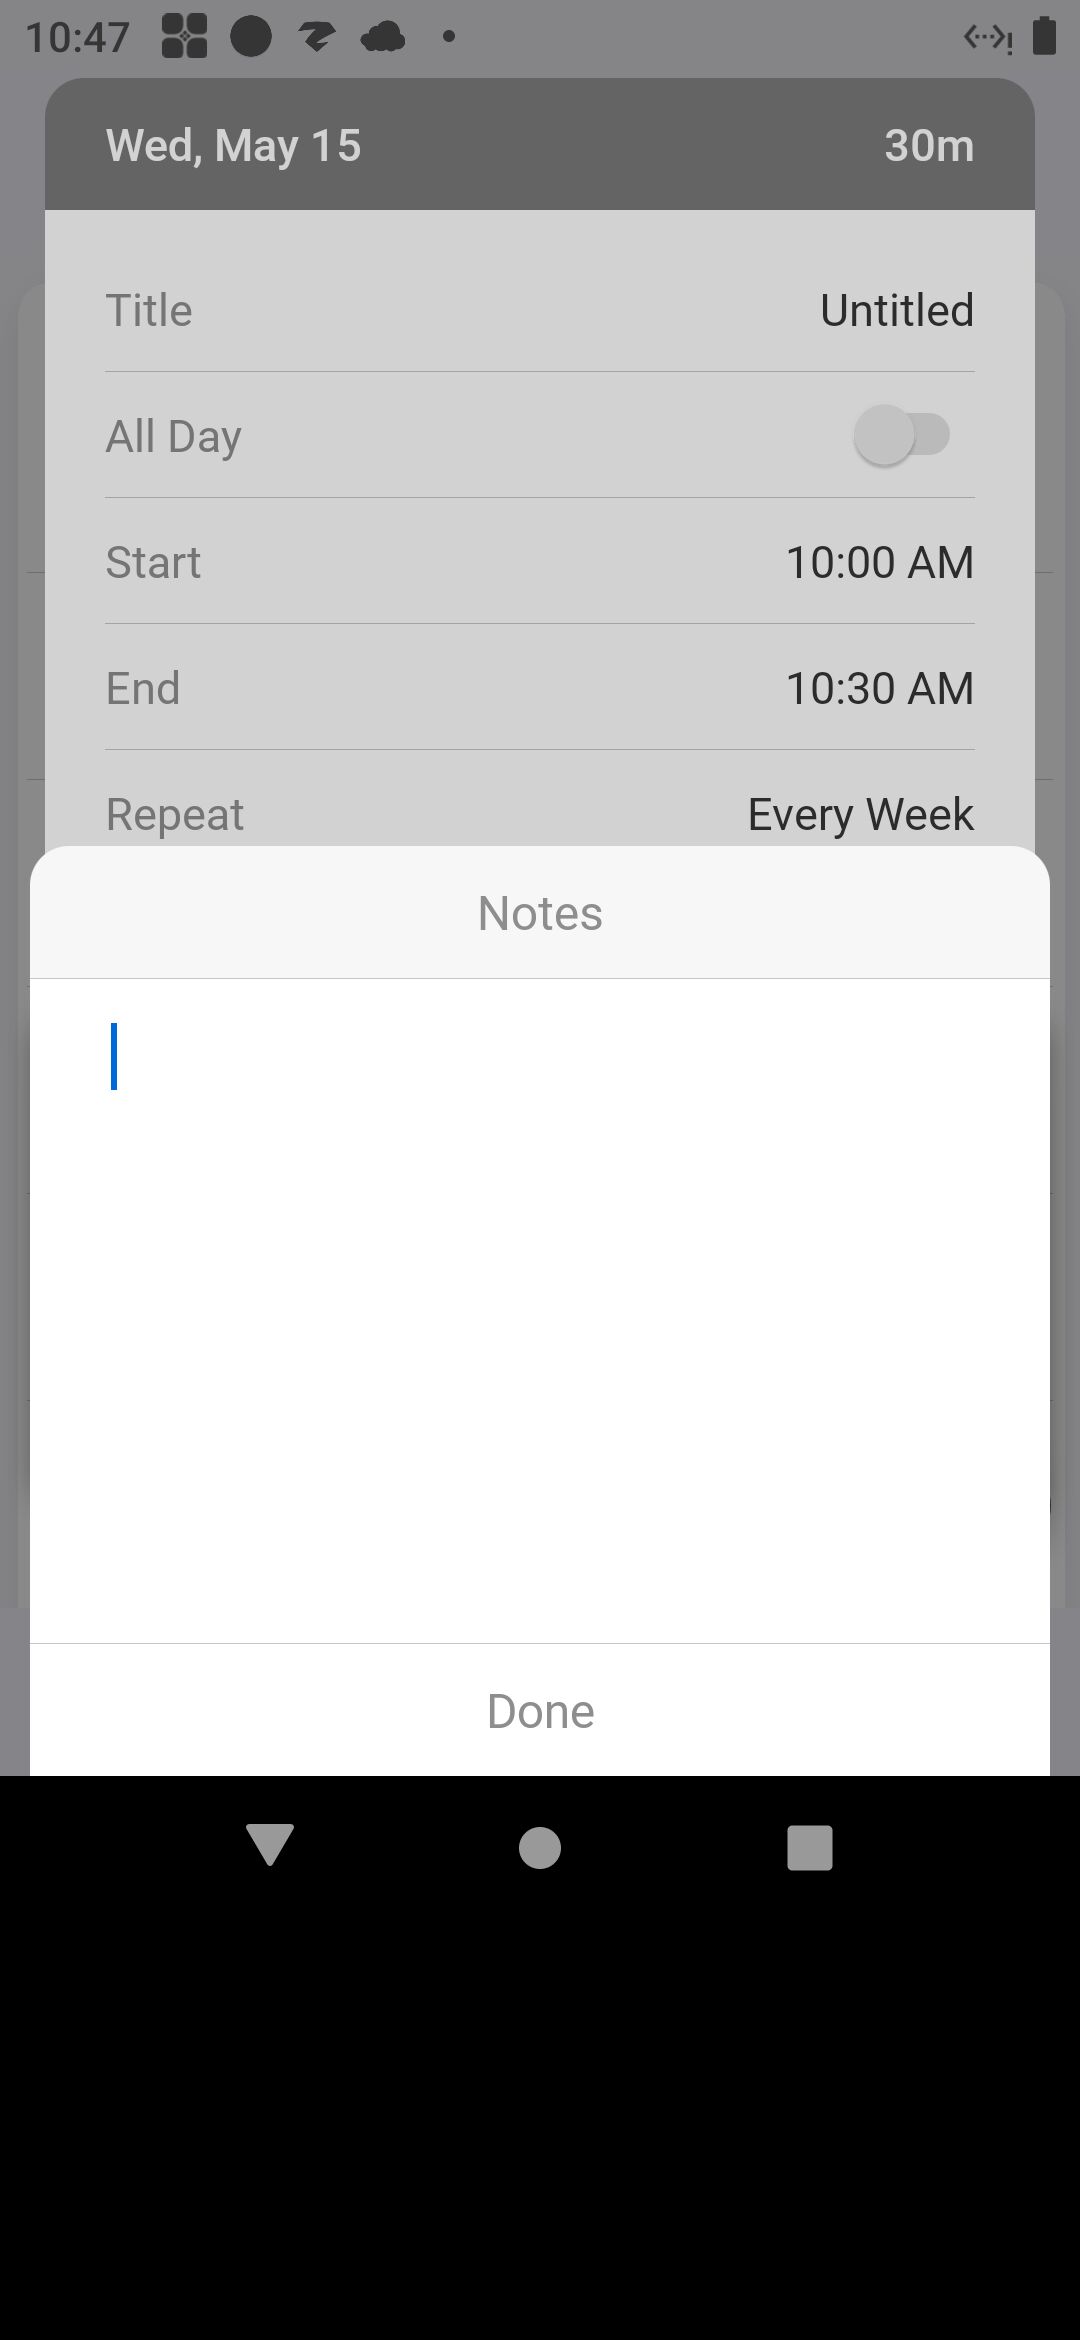 10:47
Wed, May 15 30m
Title Untitled
All Day
Start 10:00 AM
End 10:30 AM
Repeat Every Week
Notes
Done